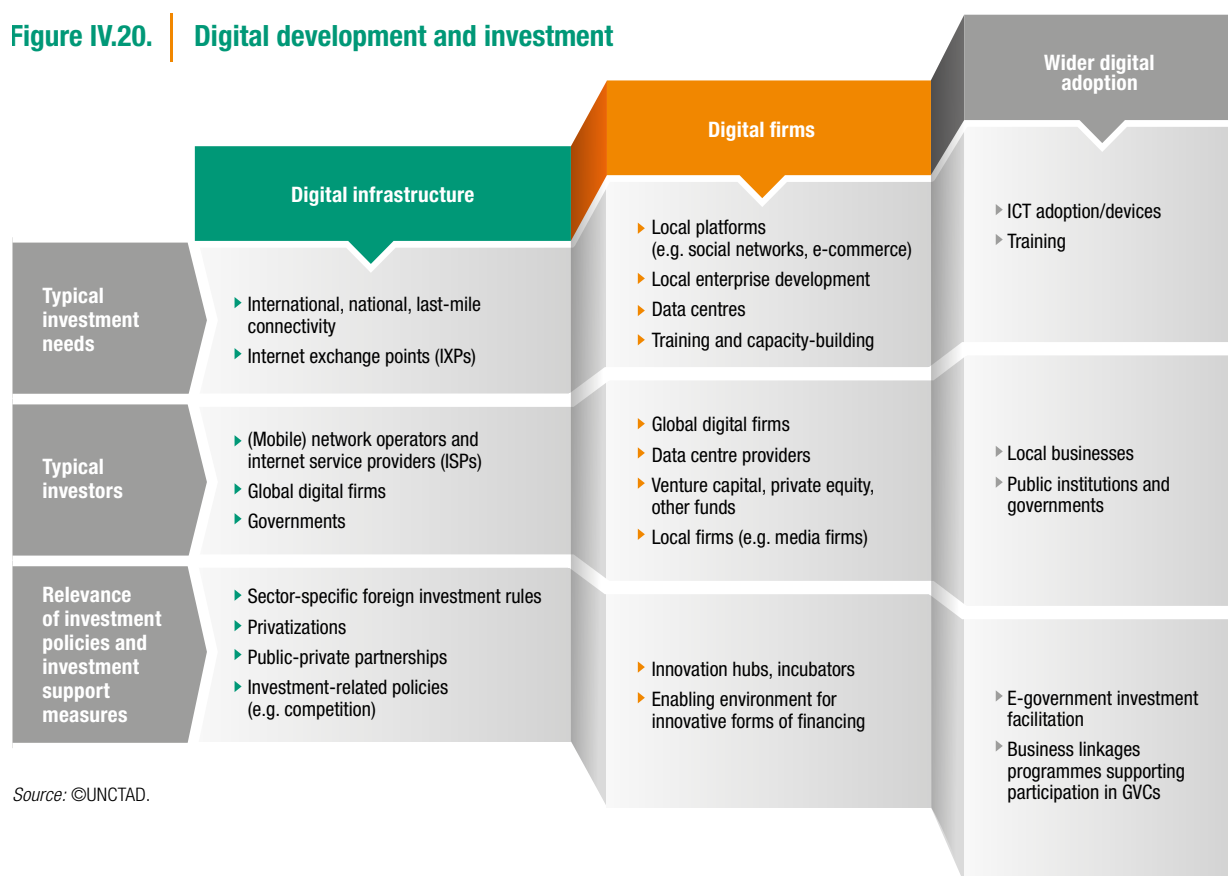 Figure IV.20.
Digital development and investment
Digital infrastructure
Digital firms
Wider digital
adoption
Typical
investment
needs
International, national, last-mile
connectivity
Internet exchange points (IXPs)
Local platforms
(e.g. social networks, e-commerce)
Local enterprise development
Data centres
Training and capacity-building
ICT adoption/devices
Training
Typical
investors
(Mobile) network operators and
internet service providers (ISPs)
Global digital firms
Governments
Global digital firms
Data centre providers
Venture capital, private equity,
other funds
Local firms (e.g. media firms)
Local businesses
Public institutions and
governments
Relevance
of investment
policies and
investment
support
measures
Sector-specific foreign investment rules
Privatizations
Public-private partnerships
Investment-related policies
(e.g. competition)
Innovation hubs, incubators
Enabling environment for
innovative forms of financing
E-government investment
facilitation
Business linkages
programmes supporting
participation in GVCs
Source: ©UNCTAD.